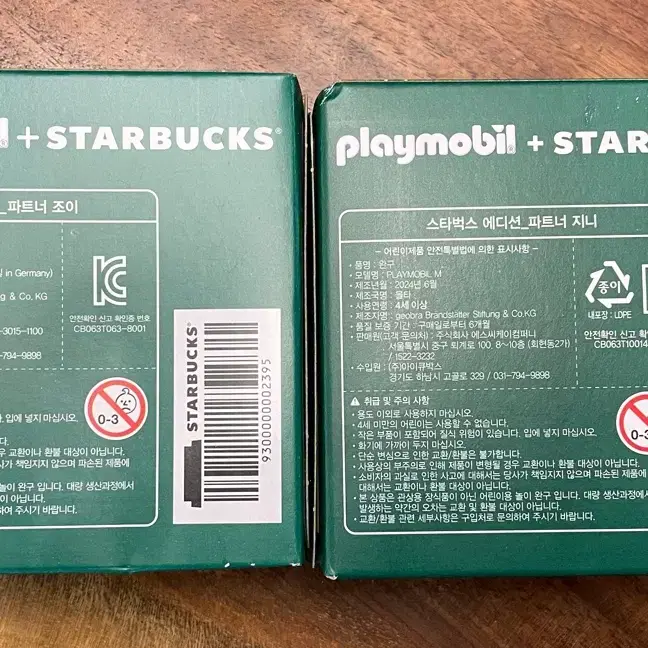 l + STARBUCKS®
_파트너 조이
in Germany)
g & Co. KG
-3015-1100
-794-9898
안전확인 신고 확인증 번호
CB063T063-8001
0-3
입에 넣지 마십시오.
경우 교환이나 환불 대상이 아닙니다.
사가 책임지지 않으며 파손된 제품에
놀이 완구 입니다. 대량 생산과정에서
하여 주시기 바랍니다.
STARBUCKS®
9300000002395
playmobil + STAR
스타벅스 에디션_파트너 지니
어린이제품 안전특별법에 의한 표시사항
• 품명 : 완구
• 모델명 : PLAYMOBIL M
• 제조년월 : 2024년 6월
• 제조국명 : 몰타
• 사용연령 : 4세 이상
• 제조자명 : geobra Brandstätter Stiftung & Co.KG
• 품질 보증 기간 : 구매일로부터 6개월
• 판매원(고객 문의처) : 주식회사 에스씨케이컴퍼니
서울특별시 중구 퇴계로 100, 8~10층 (회현동2가)
/ 1522-3232
• 수입원 : (주)아이큐박스
경기도 하남시 고골로 329 / 031-794-9898
종이
내포장 : LDPE
안전확인 신고 확
CB063T10014
⚠ 취급 및 주의 사항
• 용도 이외로 사용하지 마십시오.
• 4세 미만의 어린이는 사용할 수 없습니다.
• 작은 부품이 포함되어 질식 위험이 있습니다.
• 화기에 가까이 두지 마십시오.
• 단순 변심으로 인한 교환/환불은 불가합니다.
• 사용상의 부주의로 인해 제품이 변형될 경우 교환이나 환불 대상이 아닙니다.
• 소비자의 과실로 인한 사고에 대해서는 당사가 책임지지 않으며 파손된 제품에
대해서는 교환이나 환불 대상이 아닙니다.
• 본 상품은 관상용 장식품이 아닌 어린이용 놀이 완구 입니다. 대량 생산과정에서
발생하는 약간의 오차는 교환 및 환불 대상이 아닙니다.
• 교환/환불 관련 세부사항은 구입처로 문의하여 주시기 바랍니다.
0-3